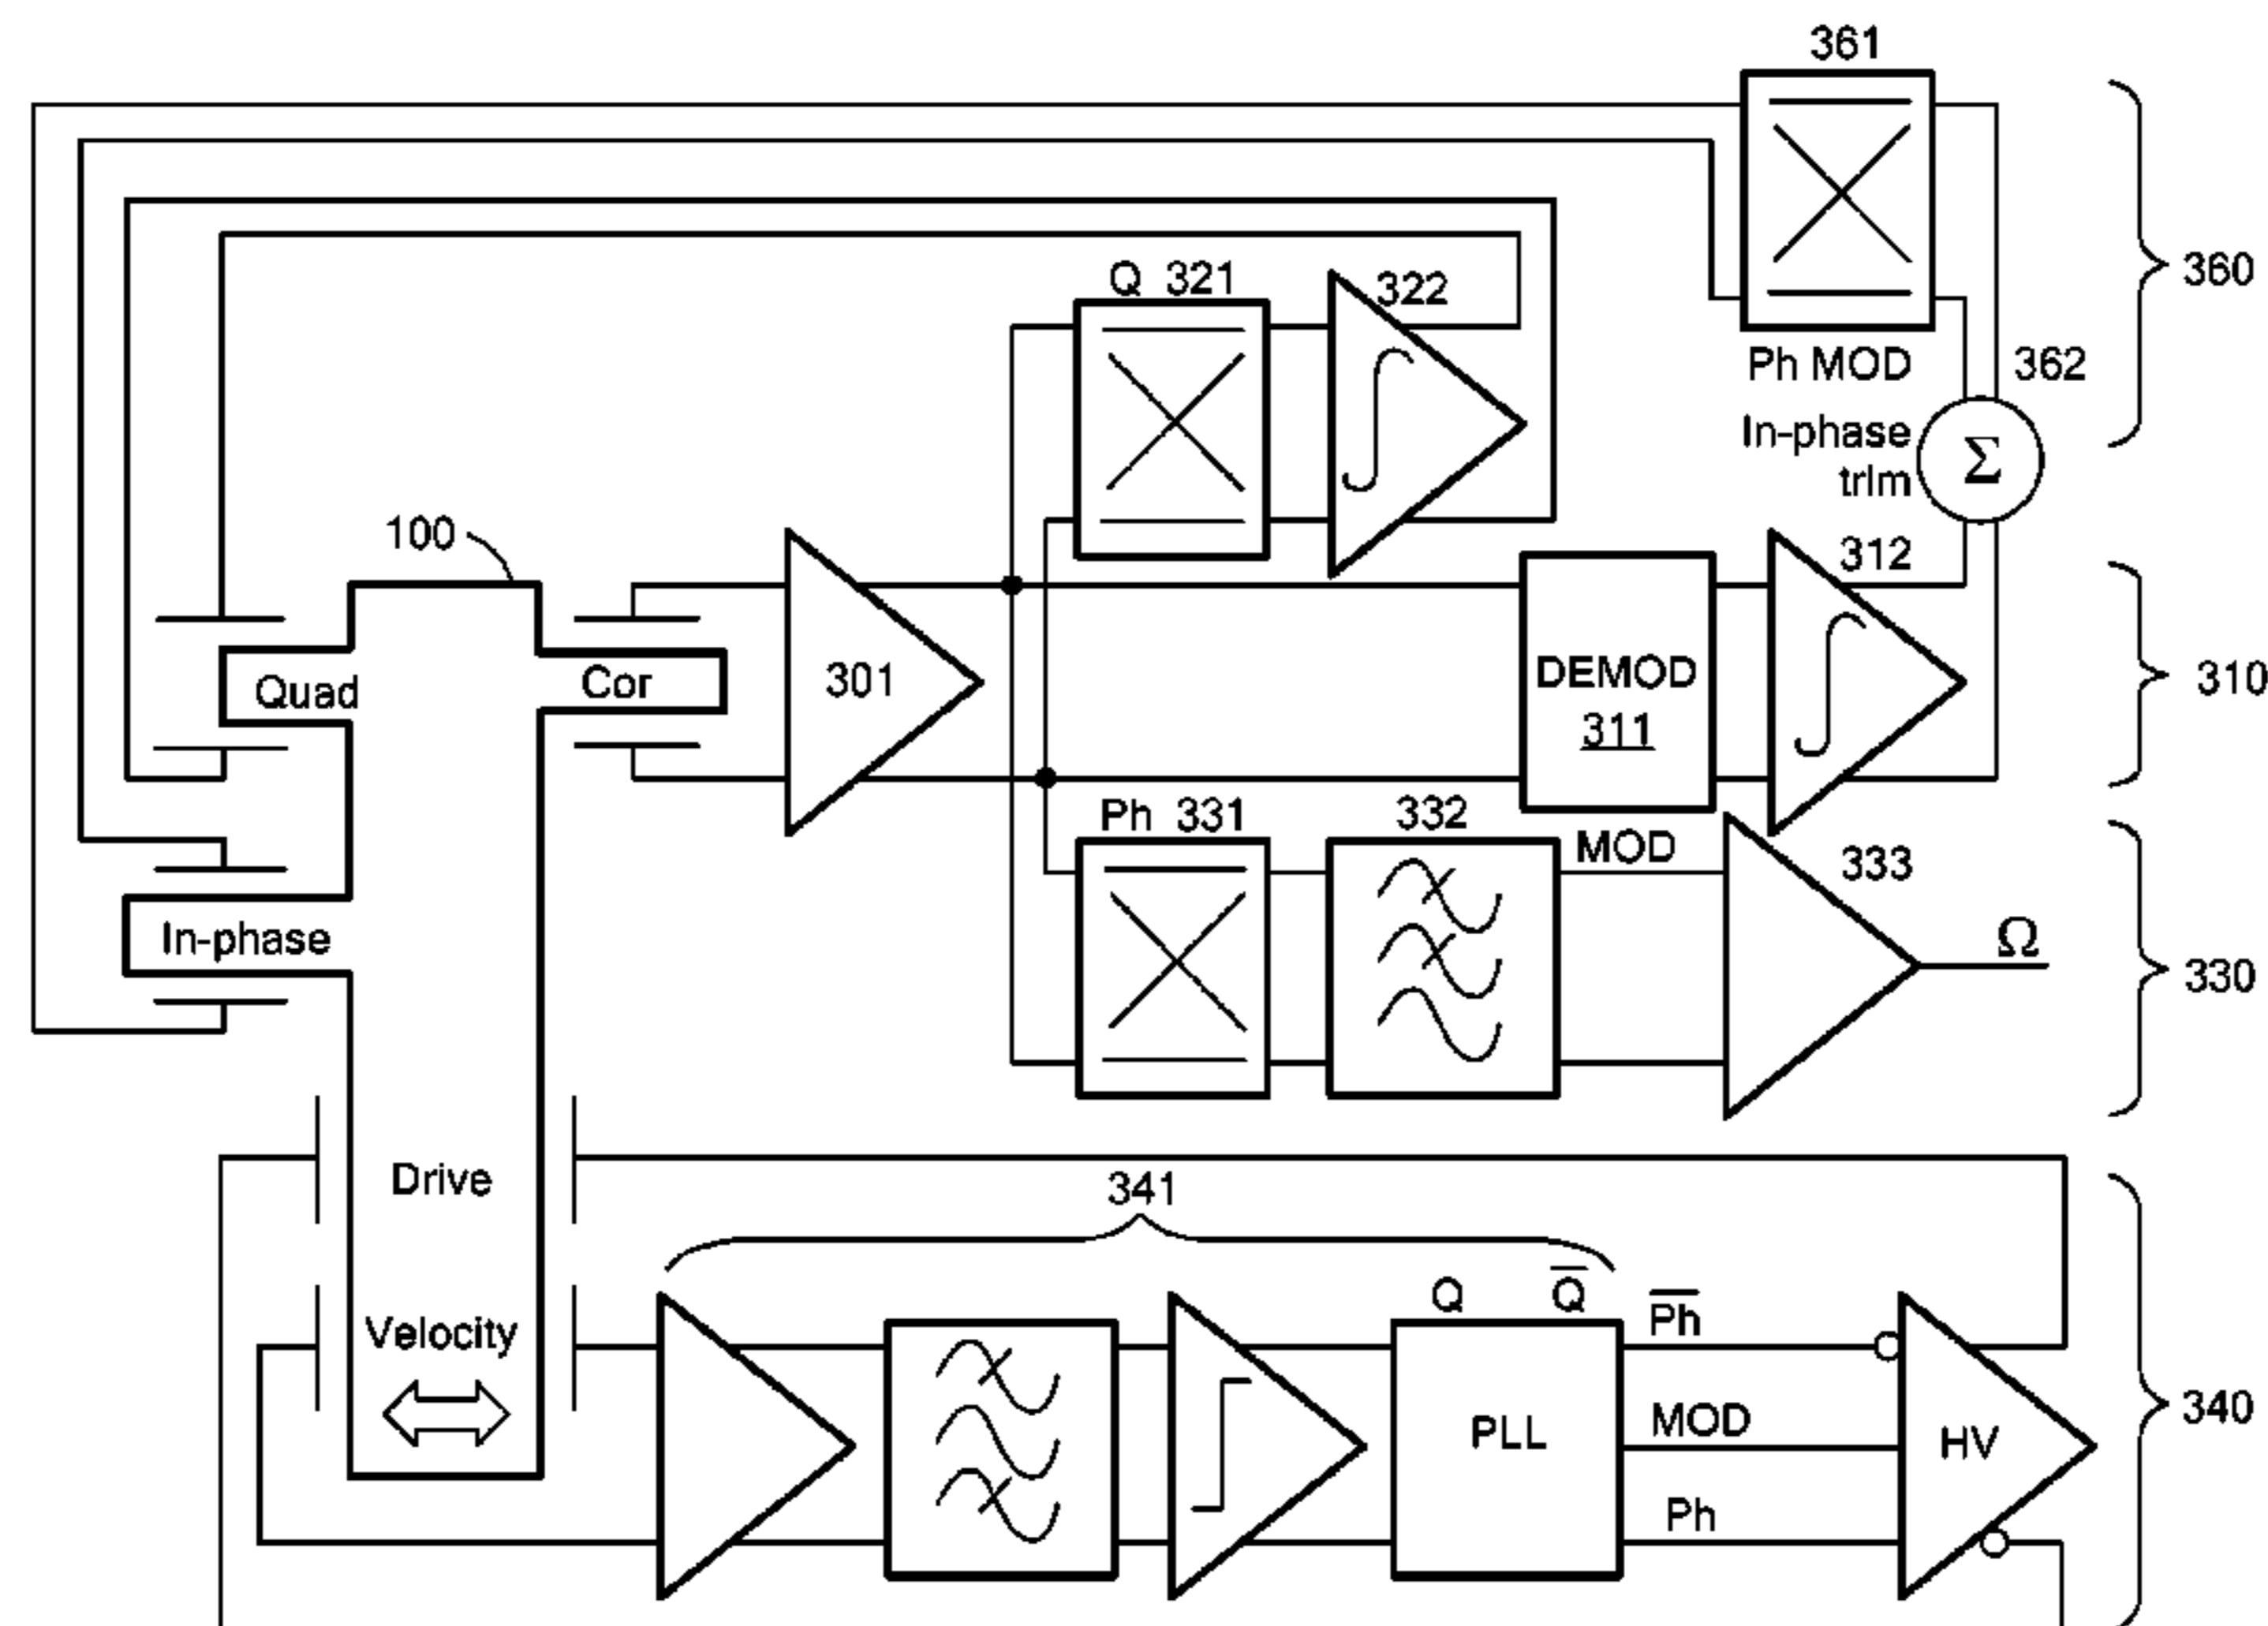 361
360
Q 321
322
Ph MOD
362
In-phase
trim
Σ
100
312
Quad
Cor
301
DEMOD
311
310
Ph 331
332
MOD
333
In-phase
Ω
330
Drive
341
Q Q̅
P̅h̅
Velocity
MOD
PLL
HV
340
Ph